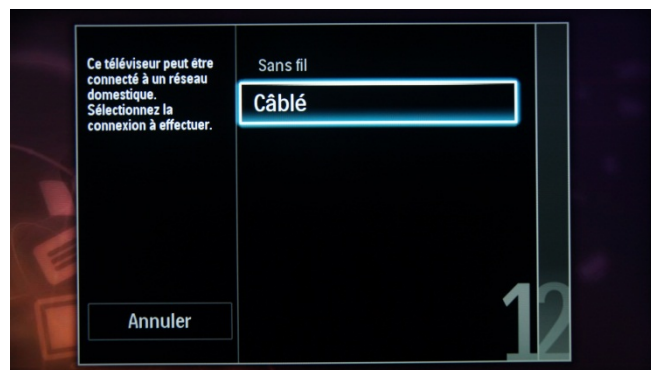 Ce téléviseur peut être
connecté à un réseau
domestique.
Sélectionnez la
connexion à effectuer.
Sans fil
Câblé
Annuler
12